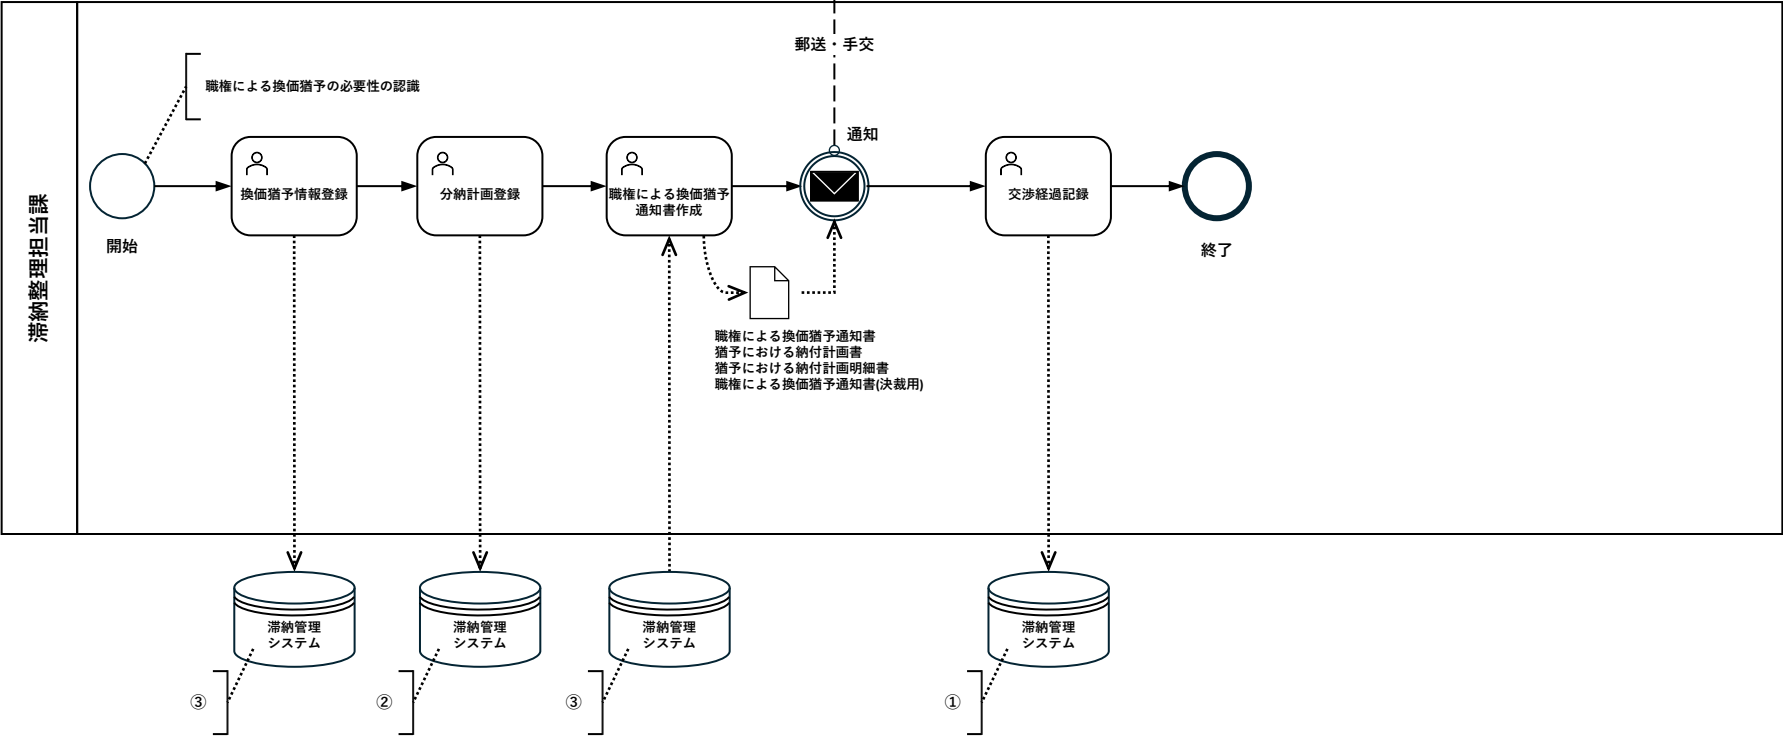 滞納整理担当課
郵送・手交
職権による換価猶予の必要性の認識
通知
開始
換価猶予情報登録
分納計画登録
職権による換価猶予
通知書作成
交渉経過記録
終了
職権による換価猶予通知書
猶予における納付計画書
猶予における納付計画明細書
職権による換価猶予通知書(決裁用)
滞納管理
システム
滞納管理
システム
滞納管理
システム
滞納管理
システム
③
②
③
①